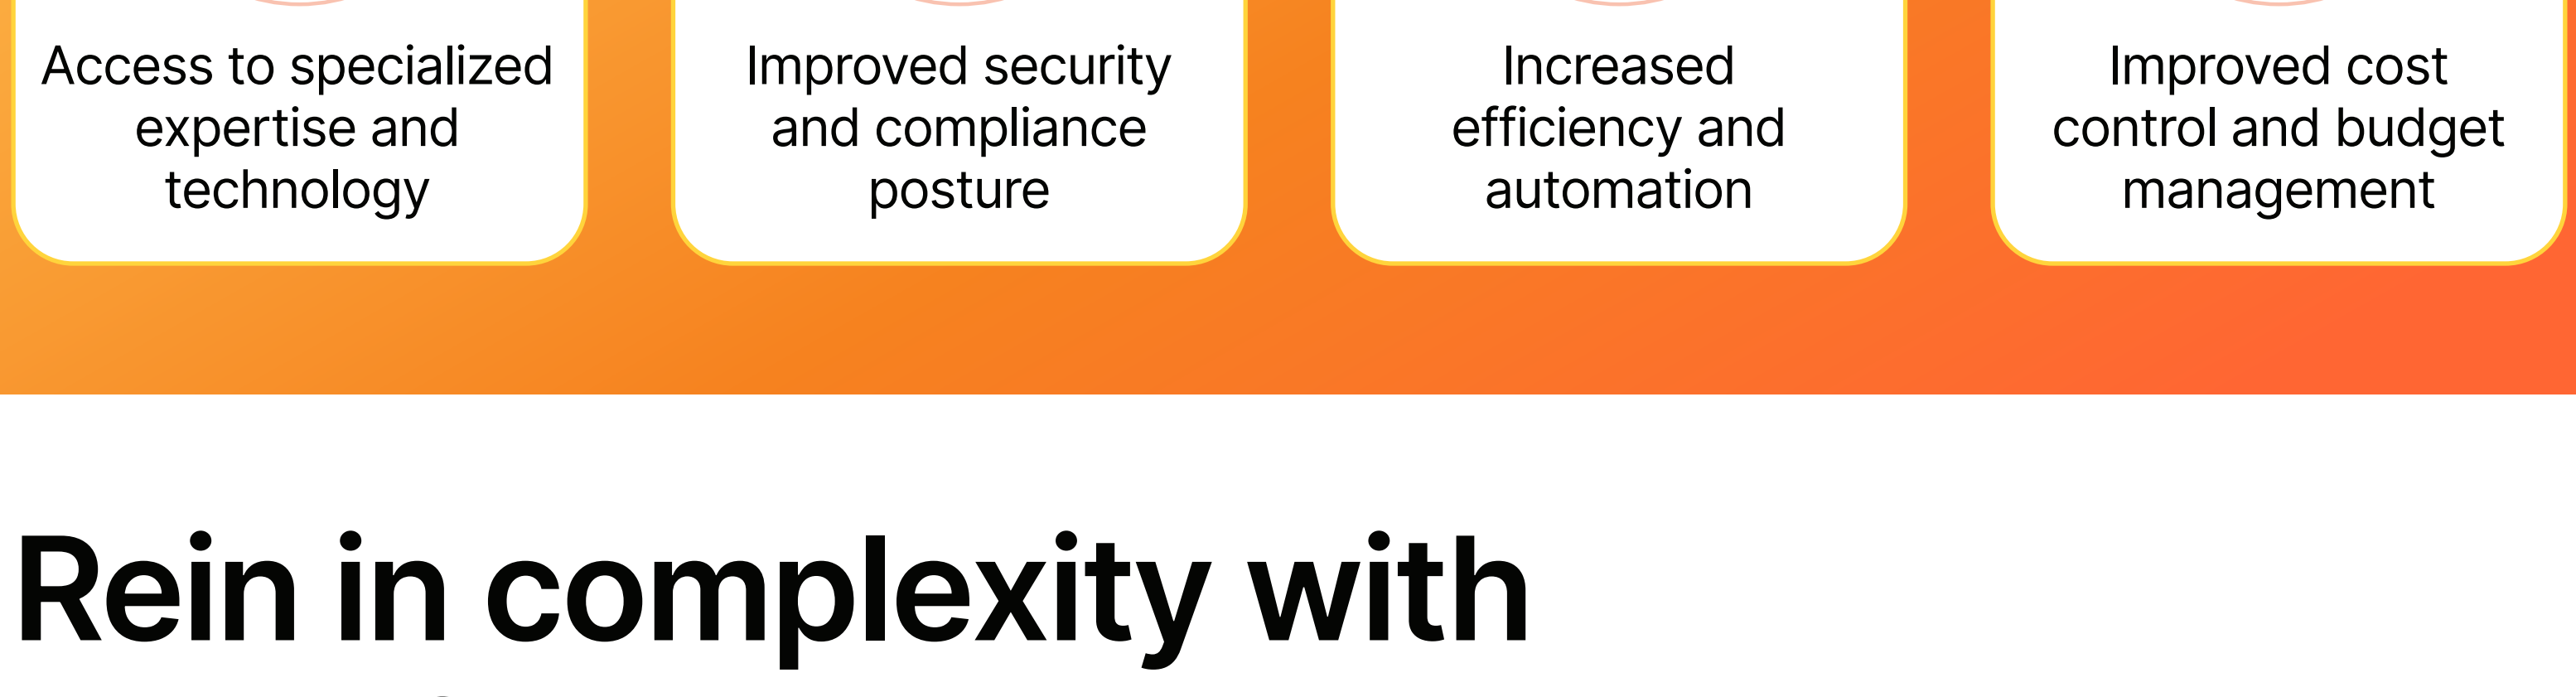 Access to specialized
expertise and
technology
Improved security
and compliance
posture
Increased
efficiency and
automation
Improved cost
control and budget
management
Rein in complexity with